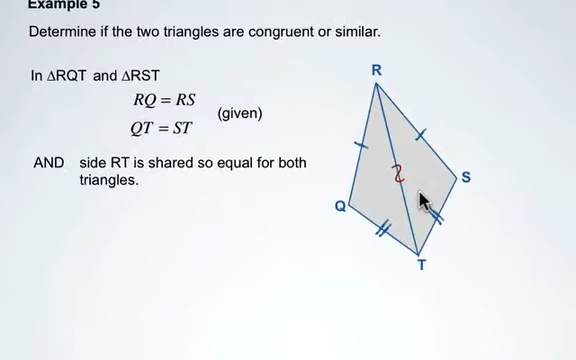 Example 5
Determine if the two triangles are congruent or similar.
In ΔRQT and ΔRST
RQ = RS
(given)
QT = ST
AND side RT is shared so equal for both
triangles.
R
S
Q
T